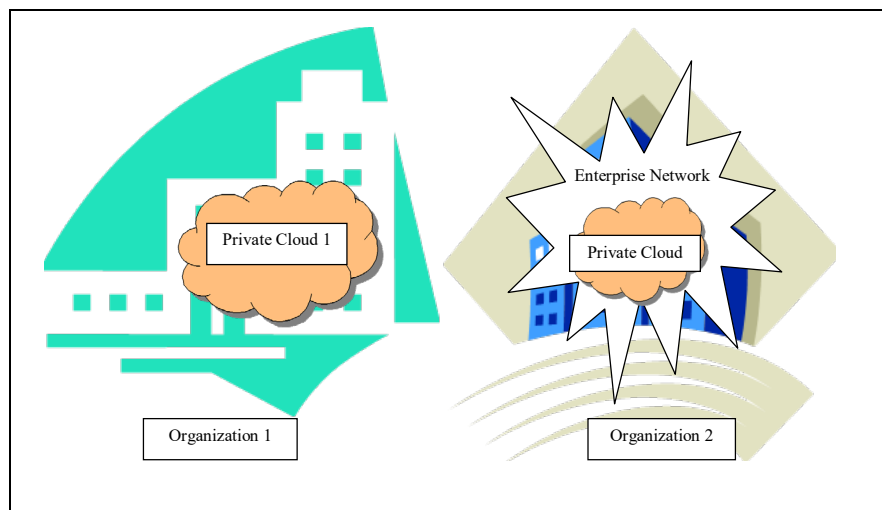 Enterprise Network
Private Cloud 1
Private Cloud
Organization 1
Organization 2